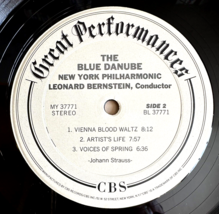 Great Performances
THE
BLUE DANUBE
NEW YORK PHILHARMONIC
LEONARD BERNSTEIN, Conductor
MY 37771
STEREO
SIDE 2
BL 37771
1. VIENNA BLOOD WALTZ 8:12
2. ARTIST'S LIFE 7:51
3. VOICES OF SPRING 6:36
-Johann Strauss-
CBS